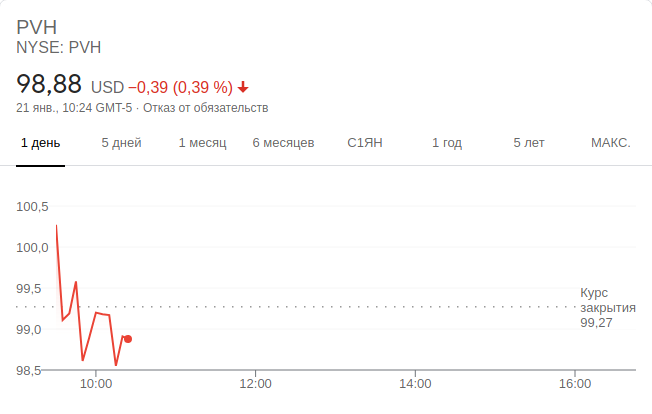 PVH
NYSE: PVH
98,88 USD −0,39 (0,39 %)
21 янв., 10:24 GMT-5 · Отказ от обязательств
1 день 5 дней 1 месяц 6 месяцев С1ЯН 1 год 5 лет МАКС.
100,5
100,0
99,5
99,0
98,5
Курс
закрытия
99,27
10:00 12:00 14:00 16:00